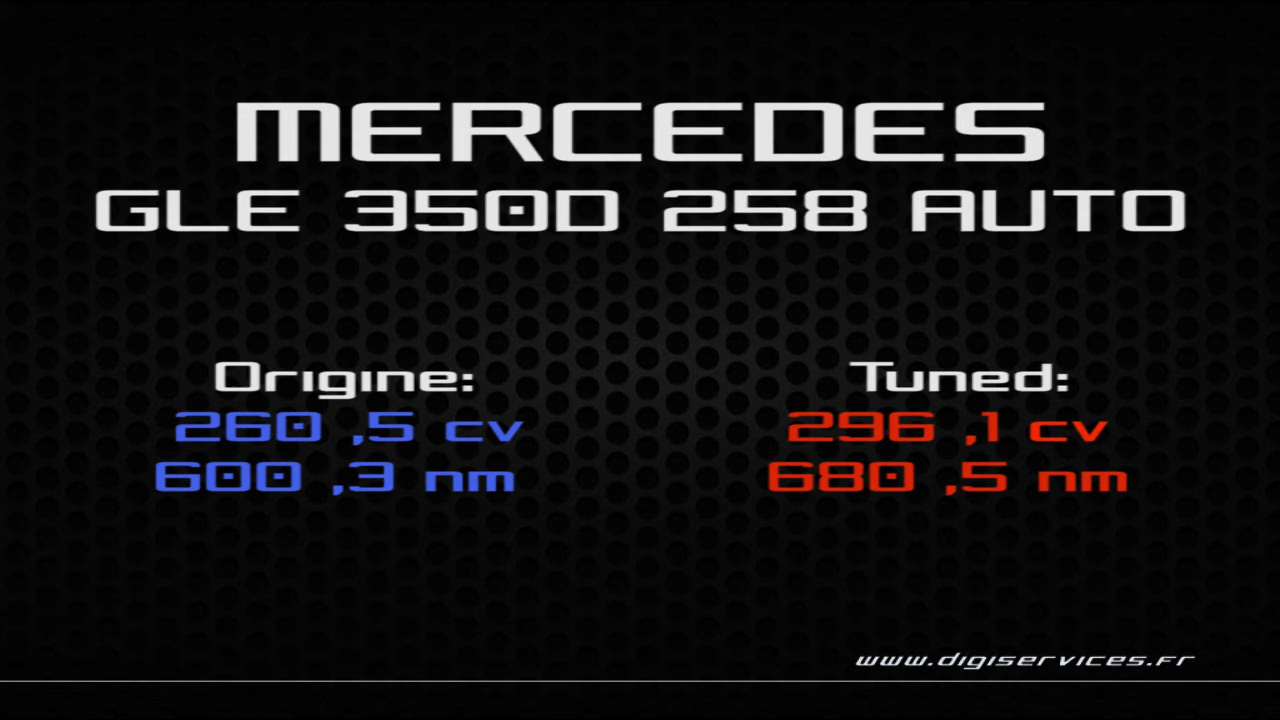 MERCEDES
GLE 350D 258 AUTO
Origine:
260 ,5 cv
600 ,3 nm
Tuned:
296 ,1 cv
680 ,5 nm
www.digiservices.fr